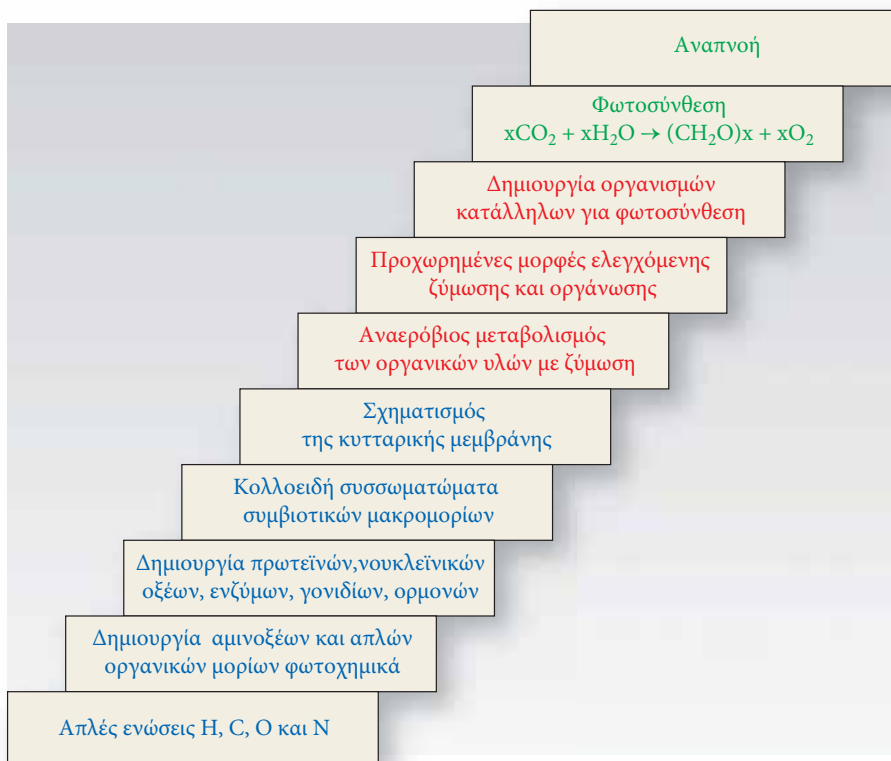 Αναπνοή
Φωτοσύνθεση
xCO₂ + xH₂O → (CH₂O)x + xO₂
Δημιουργία οργανισμών
κατάλληλων για φωτοσύνθεση
Προχωρημένες μορφές ελεγχόμενης
ζύμωσης και οργάνωσης
Αναερόβιος μεταβολισμός
των οργανικών υλών με ζύμωση
Σχηματισμός
της κυτταρικής μεμβράνης
Κολλοειδή συσσωματώματα
συμβιοτικών μακρομορίων
Δημιουργία πρωτεϊνών,νουκλεϊνικών
οξέων, ενζύμων, γονιδίων, ορμονών
Δημιουργία αμινοξέων και απλών
οργανικών μορίων φωτοχημικά
Απλές ενώσεις H, C, O και N